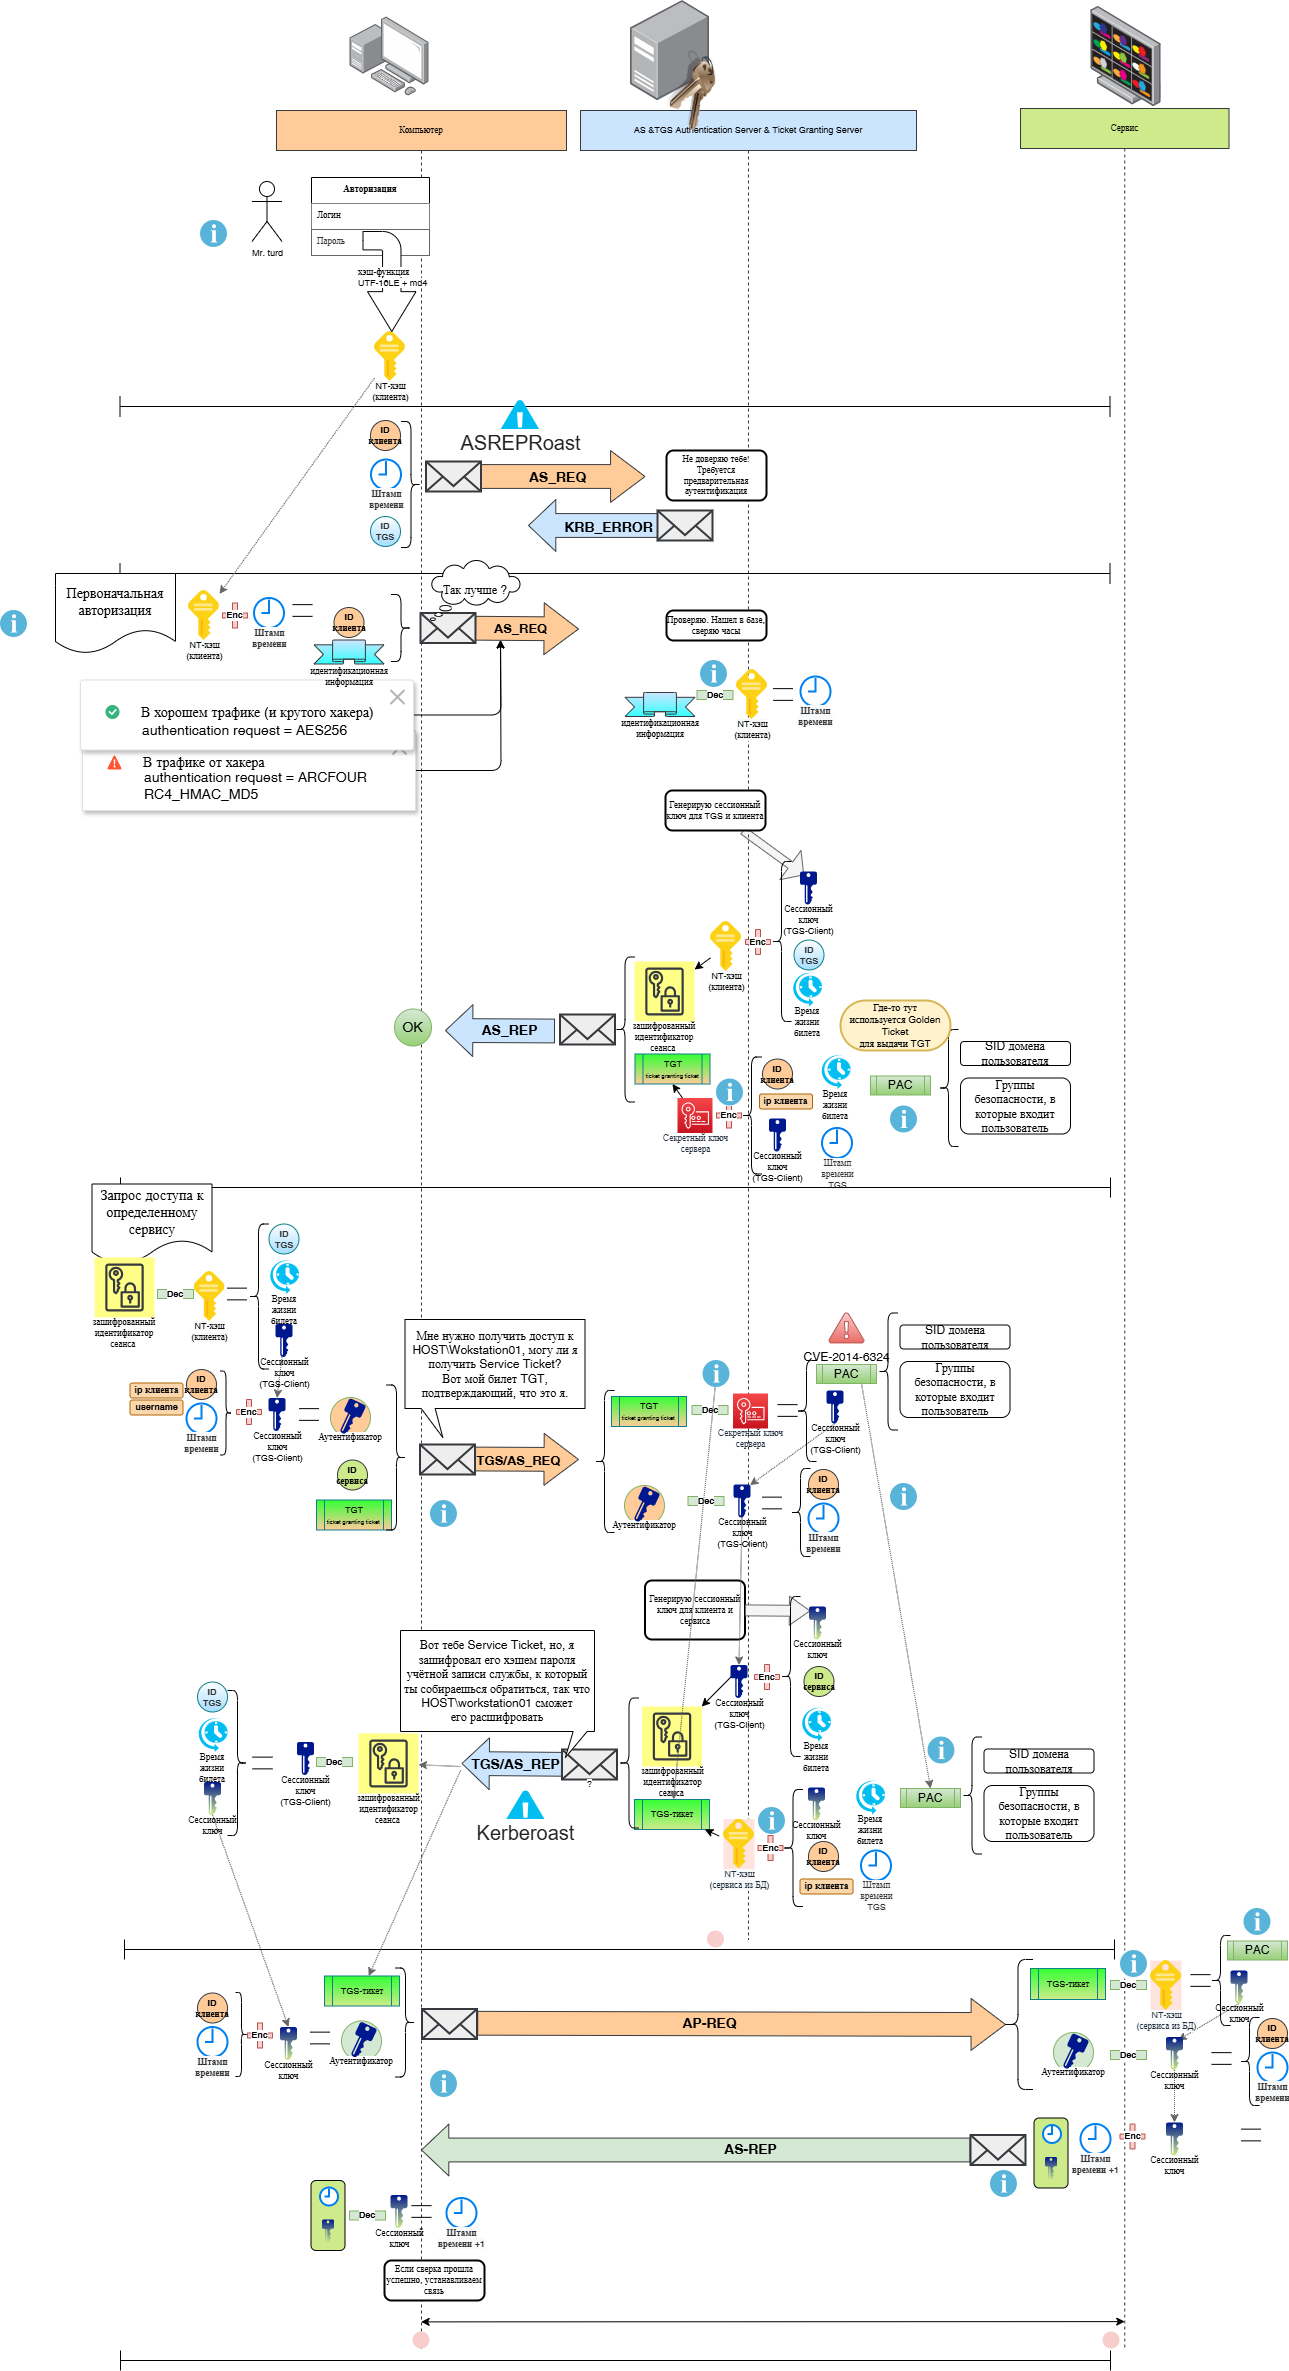 Компьютер
AS &TGS Authentication Server & Ticket Granting Server
Сервис
Авторизация
Логин
Пароль
Mr. turd
хэш-функция
UTF-16LE + md4
NT-хэш
(клиента)
ASREPRoast
ID
клиента
Штамп
времени
ID
TGS
AS_REQ
Не доверяю тебе!
Требуется
предварительная
аутентификация
KRB_ERROR
Первоначальная
авторизация
NT-хэш
(клиента)
Enc
Штамп
времени
ID
клиента
идентификационная
информация
Так лучше ?
AS_REQ
Проверяю. Нашел в базе,
сверяю часы
идентификационная
информация
Dec
NT-хэш
(клиента)
Штамп
времени
В хорошем трафике (и крутого хакера)
authentication request = AES256
В трафике от хакера
authentication request = ARCFOUR
RC4_HMAC_MD5
Генерирую сессионный
ключ для TGS и клиента
Сессионный
ключ
(TGS-Client)
NT-хэш
(клиента)
Enc
ID
TGS
Время
жизни
билета
OK
AS_REP
зашифрованный
идентификатор
сеанса
TGT
ticket granting ticket
Секретный ключ
сервера
Enc
ID
клиента
ip клиента
Сессионный
ключ
(TGS-Client)
Время
жизни
билета
Штамп
времени
TGS
Где-то тут
используется Golden
Ticket
для выдачи TGT
PAC
SID домена
пользователя
Группы
безопасности, в
которые входит
пользователь
Запрос доступа к
определенному
сервису
зашифрованный
идентификатор
сеанса
Dec
NT-хэш
(клиента)
ID
TGS
Время
жизни
билета
Сессионный
ключ
(TGS-Client)
ip клиента
username
ID
клиента
Штамп
времени
Enc
Сессионный
ключ
(TGS-Client)
Аутентификатор
ID
сервиса
TGT
ticket granting ticket
Мне нужно получить доступ к
HOST\Wokstation01, могу ли я
получить Service Ticket?
Вот мой билет TGT,
подтверждающий, что это я.
TGS/AS_REQ
TGT
ticket granting ticket
Dec
Секретный ключ
сервера
CVE-2014-6324
PAC
Сессионный
ключ
(TGS-Client)
SID домена
пользователя
Группы
безопасности, в
которые входит
пользователь
Аутентификатор
Dec
Сессионный
ключ
(TGS-Client)
ID
клиента
Штамп
времени
Генерирую сессионный
ключ для клиента и
сервиса
Сессионный
ключ
Сессионный
ключ
(TGS-Client)
Enc
ID
сервиса
Время
жизни
билета
Вот тебе Service Ticket, но, я
зашифровал его хэшем пароля
учётной записи службы, к который
ты собираешься обратиться, так что
HOST\workstation01 сможет
его расшифровать
ID
TGS
Время
жизни
билета
Сессионный
ключ
Сессионный
ключ
(TGS-Client)
Dec
зашифрованный
идентификатор
сеанса
TGS/AS_REP
?
Kerberoast
зашифрованный
идентификатор
сеанса
TGS-тикет
NT-хэш
(сервиса из БД)
Enc
Сессионный
ключ
ID
клиента
ip клиента
Время
жизни
билета
Штамп
времени
TGS
PAC
SID домена
пользователя
Группы
безопасности, в
которые входит
пользователь
ID
клиента
Штамп
времени
Enc
Сессионный
ключ
TGS-тикет
Аутентификатор
AP-REQ
TGS-тикет
Dec
NT-хэш
(сервиса из БД)
PAC
Сессионный
ключ
Аутентификатор
Dec
Сессионный
ключ
ID
клиента
Штамп
времени
AS-REP
Штамп
времени +1
Enc
Сессионный
ключ
Dec
Сессионный
ключ
Штамп
времени +1
Если сверка прошла
успешно, устанавливаем
связь